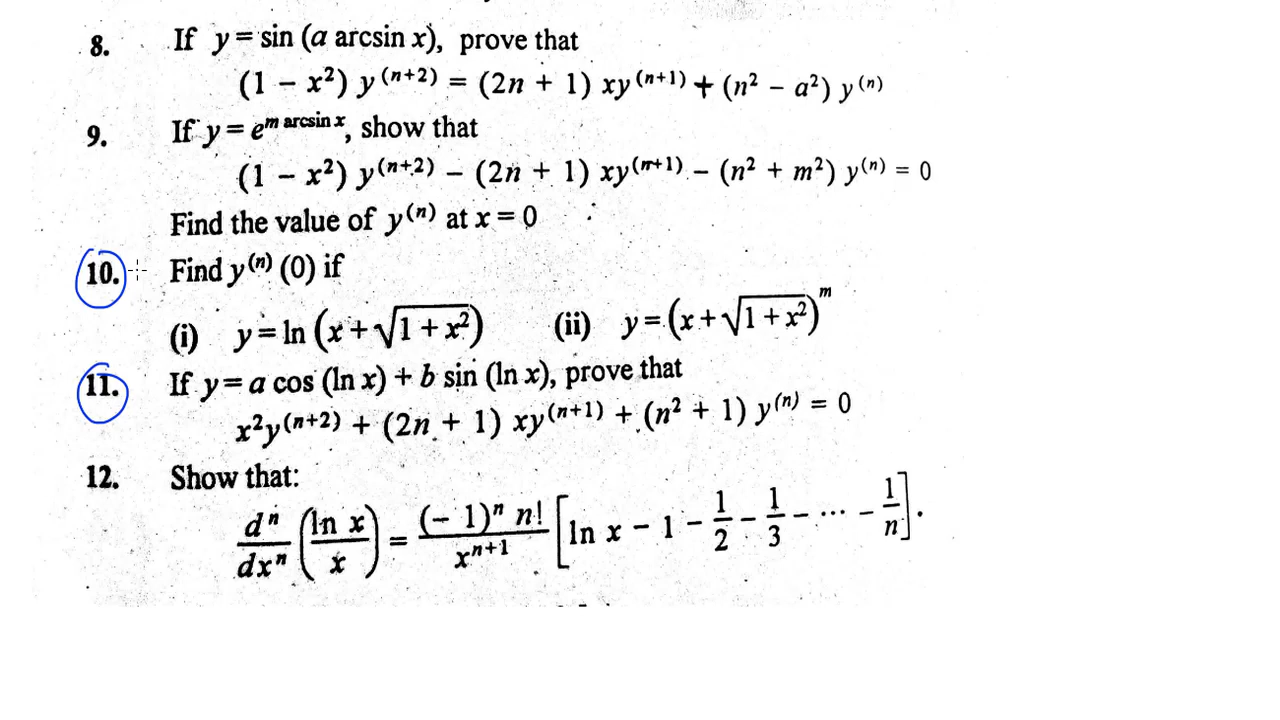 8. If y = sin (a arcsin x), prove that
(1 – x²) y⁽ⁿ⁺²⁾ = (2n + 1) xy⁽ⁿ⁺¹⁾ + (n² – a²) y⁽ⁿ⁾
9. If y = e^{m arcsin x}, show that
(1 – x²) y⁽ⁿ⁺²⁾ – (2n + 1) xy⁽ⁿ⁺¹⁾ – (n² + m²) y⁽ⁿ⁾ = 0
Find the value of y⁽ⁿ⁾ at x = 0
10. Find y⁽ⁿ⁾ (0) if
(i) y = ln (x + √(1 + x²)) (ii) y = (x + √(1 + x²))^m
11. If y = a cos (ln x) + b sin (ln x), prove that
x²y⁽ⁿ⁺²⁾ + (2n + 1) xy⁽ⁿ⁺¹⁾ + (n² + 1) y⁽ⁿ⁾ = 0
12. Show that:
dⁿ/dxⁿ (ln x / x) = (– 1)ⁿ n! / xⁿ⁺¹ [ln x – 1 – 1/2 – 1/3 – ... – 1/n].